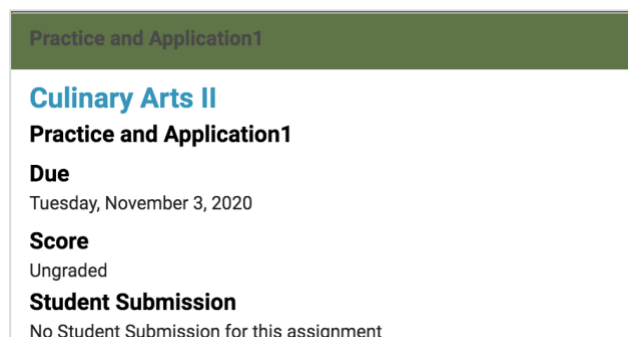 Practice and Application1
Culinary Arts II
Practice and Application1
Due
Tuesday, November 3, 2020
Score
Ungraded
Student Submission
No Student Submission for this assignment